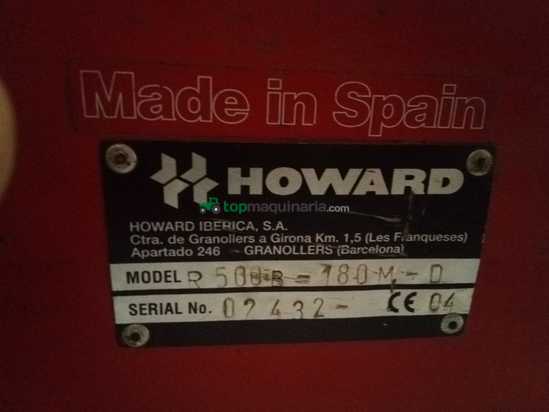 Made in Spain
HOWARD
topmaquinaria.com
HOWARD IBERICA, S.A.
Ctra. de Granollers a Girona Km. 1,5 (Les Franqueses)
Apartado 246 - GRANOLLERS (Barcelona)
MODEL R 500-B-180 M-D
SERIAL No. 02432- CE 04